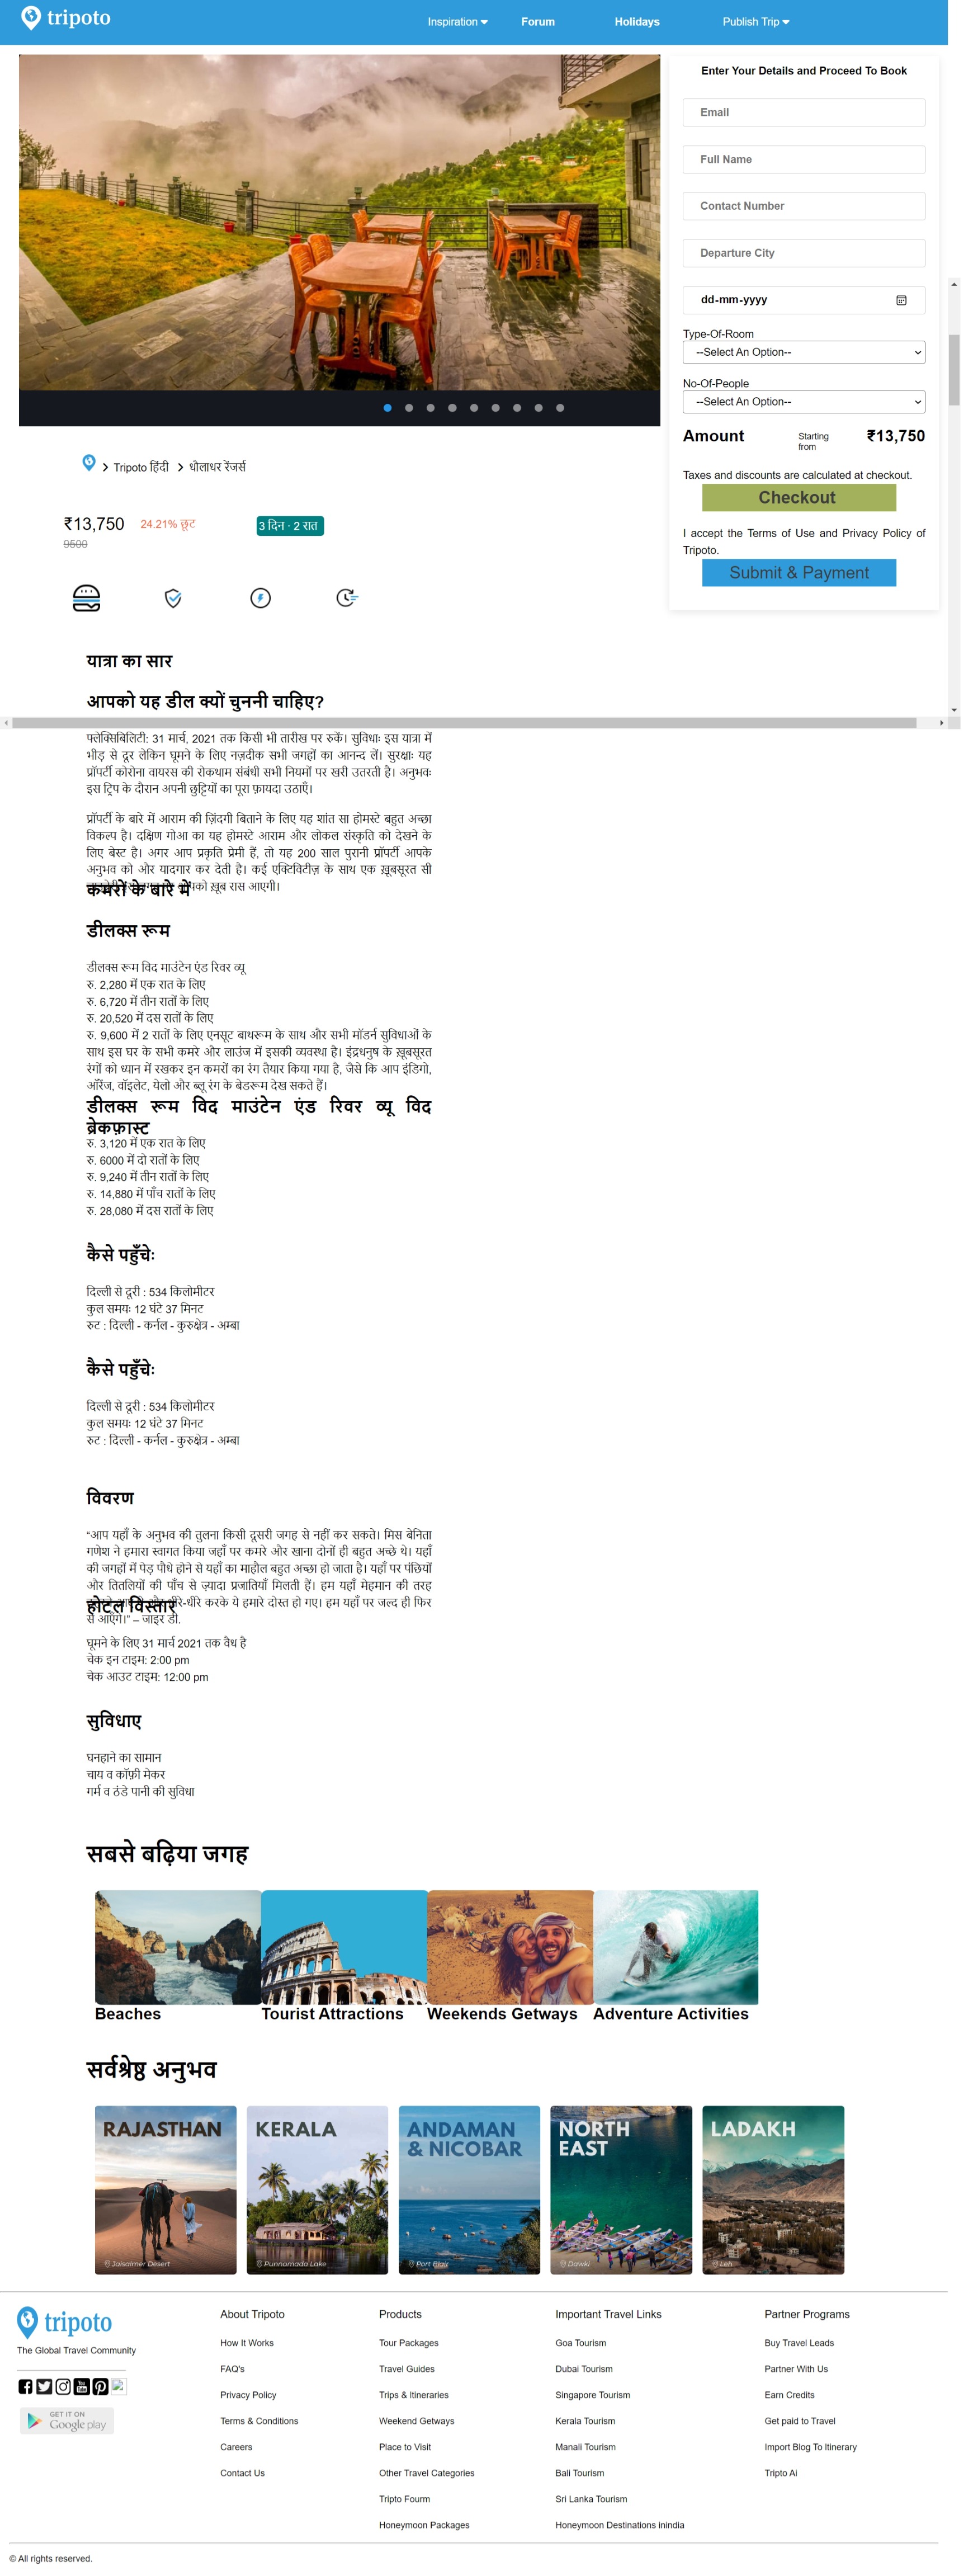 tripoto
Inspiration
Forum
Holidays
Publish Trip
Enter Your Details and Proceed To Book
Email
Full Name
Contact Number
Departure City
dd-mm-yyyy
Type-Of-Room
--Select An Option--
No-Of-People
--Select An Option--
Amount Starting from ₹13,750
Taxes and discounts are calculated at checkout.
Checkout
I accept the Terms of Use and Privacy Policy of
Tripoto.
Submit & Payment
Tripoto हिंदी धौलाधर रेंजर्स
₹13,750 24.21% छूट 3 दिन · 2 रात
9500
यात्रा का सार
आपको यह डील क्यों चुननी चाहिए?
फ्लेक्सिबिलिटी: 31 मार्च, 2021 तक किसी भी तारीख पर रुकें। सुविधाः इस यात्रा में
भीड़ से दूर लेकिन घूमने के लिए नज़दीक सभी जगहों का आनन्द लें। सुरक्षाः यह
प्रॉपर्टी कोरोना वायरस की रोकथाम संबंधी सभी नियमों पर खरी उतरती है। अनुभवः
इस ट्रिप के दौरान अपनी छुट्टियों का पूरा फ़ायदा उठाएँ।
प्रॉपर्टी के बारे में आराम की ज़िंदगी बिताने के लिए यह शांत सा होमस्टे बहुत अच्छा
विकल्प है। दक्षिण गोआ का यह होमस्टे आराम और लोकल संस्कृति को देखने के
लिए बेस्ट है। अगर आप प्रकृति प्रेमी हैं, तो यह 200 साल पुरानी प्रॉपर्टी आपके
अनुभव को और यादगार कर देती है। कई एक्टिविटीज़ के साथ एक ख़ूबसूरत सी
ख़ूब रास आएगी।
कमरों के बारे में
डीलक्स रूम
डीलक्स रूम विद माउंटेन एंड रिवर व्यू
रु. 2,280 में एक रात के लिए
रु. 6,720 में तीन रातों के लिए
रु. 20,520 में दस रातों के लिए
रु. 9,600 में 2 रातों के लिए एनसूट बाथरूम के साथ और सभी मॉडर्न सुविधाओं के
साथ इस घर के सभी कमरे और लाउंज में इसकी व्यवस्था है। इंद्रधनुष के ख़ूबसूरत
रंगों को ध्यान में रखकर इन कमरों का रंग तैयार किया गया है, जैसे कि आप इंडिगो,
ऑरेंज, वॉइलेट, येलो और ब्लू रंग के बेडरूम देख सकते हैं।
डीलक्स रूम विद माउंटेन एंड रिवर व्यू विद
ब्रेकफ़ास्ट
रु. 3,120 में एक रात के लिए
रु. 6000 में दो रातों के लिए
रु. 9,240 में तीन रातों के लिए
रु. 14,880 में पाँच रातों के लिए
रु. 28,080 में दस रातों के लिए
कैसे पहुँचेः
दिल्ली से दूरी : 534 किलोमीटर
कुल समयः 12 घंटे 37 मिनट
रुट : दिल्ली - कर्नल - कुरुक्षेत्र - अम्बा
कैसे पहुँचेः
दिल्ली से दूरी : 534 किलोमीटर
कुल समयः 12 घंटे 37 मिनट
रुट : दिल्ली - कर्नल - कुरुक्षेत्र - अम्बा
विवरण
"आप यहाँ के अनुभव की तुलना किसी दूसरी जगह से नहीं कर सकते। मिस बेनिता
गणेश ने हमारा स्वागत किया जहाँ पर कमरे और खाना दोनों ही बहुत अच्छे थे। यहाँ
की जगहों में पेड़ पौधे होने से यहाँ का माहौल बहुत अच्छा हो जाता है। यहाँ पर पंछियों
और तितलियों की पाँच से ज़्यादा प्रजातियाँ मिलती हैं। हम यहाँ मेहमान की तरह
करके ये हमारे दोस्त हो गए। हम यहाँ पर जल्द ही फिर
से आएँगे।" – जाइर डी.
होटल विस्तार
घूमने के लिए 31 मार्च 2021 तक वैध है
चेक इन टाइम: 2:00 pm
चेक आउट टाइम: 12:00 pm
सुविधाए
घनहाने का सामान
चाय व कॉफ़ी मेकर
गर्म व ठंडे पानी की सुविधा
सबसे बढ़िया जगह
Beaches
Tourist Attractions
Weekends Getways
Adventure Activities
सर्वश्रेष्ठ अनुभव
RAJASTHAN
Jaisalmer Desert
KERALA
Punnamada Lake
ANDAMAN
& NICOBAR
Port Blair
NORTH
EAST
Dawki
LADAKH
Leh
tripoto
The Global Travel Community
GET IT ON
Google play
About Tripoto
How It Works
FAQ's
Privacy Policy
Terms & Conditions
Careers
Contact Us
Products
Tour Packages
Travel Guides
Trips & Itineraries
Weekend Getways
Place to Visit
Other Travel Categories
Tripto Fourm
Honeymoon Packages
Important Travel Links
Goa Tourism
Dubai Tourism
Singapore Tourism
Kerala Tourism
Manali Tourism
Bali Tourism
Sri Lanka Tourism
Honeymoon Destinations inindia
Partner Programs
Buy Travel Leads
Partner With Us
Earn Credits
Get paid to Travel
Import Blog To Itinerary
Tripto Ai
© All rights reserved.